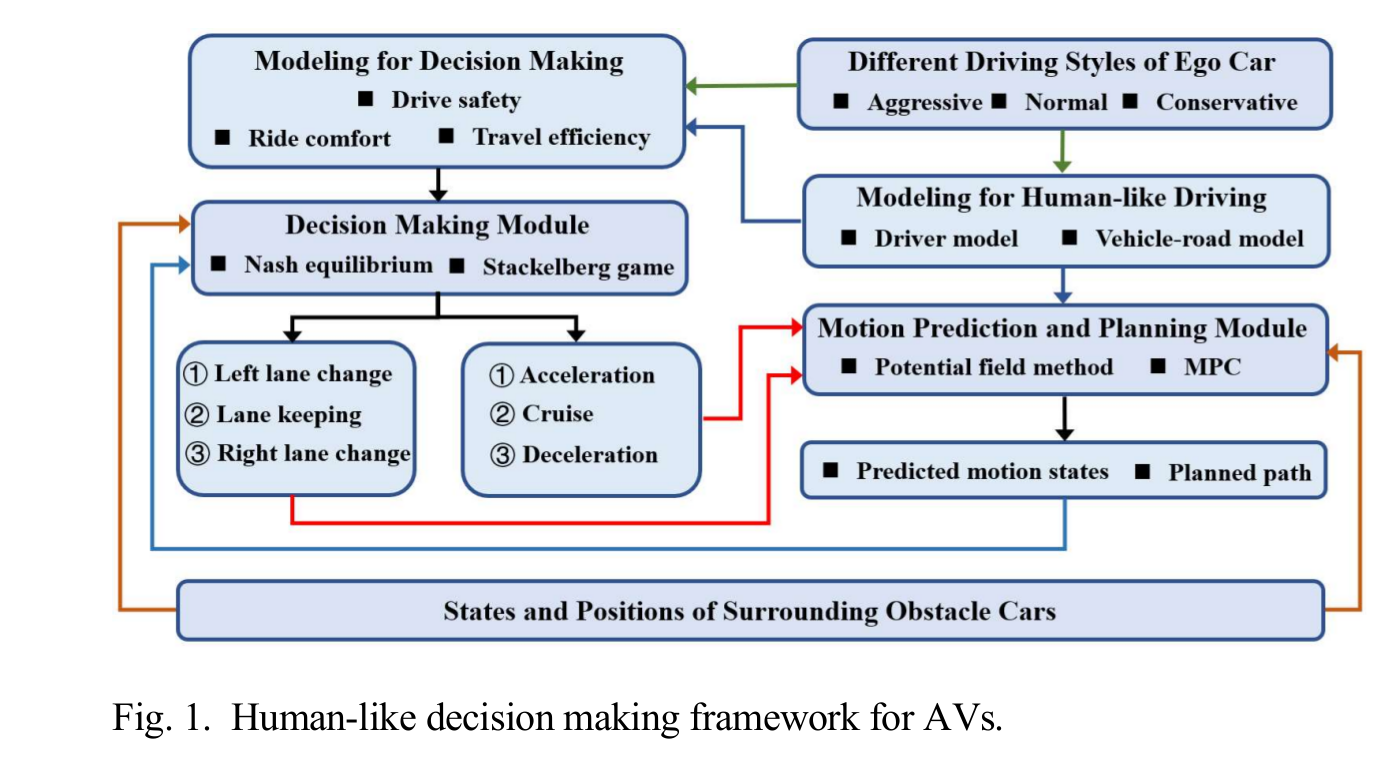 Modeling for Decision Making
■ Drive safety
■ Ride comfort ■ Travel efficiency
Different Driving Styles of Ego Car
■ Aggressive ■ Normal ■ Conservative
Modeling for Human-like Driving
■ Driver model ■ Vehicle-road model
Decision Making Module
■ Nash equilibrium ■ Stackelberg game
Motion Prediction and Planning Module
■ Potential field method ■ MPC
① Left lane change
② Lane keeping
③ Right lane change
① Acceleration
② Cruise
③ Deceleration
■ Predicted motion states ■ Planned path
States and Positions of Surrounding Obstacle Cars
Fig. 1. Human-like decision making framework for AVs.